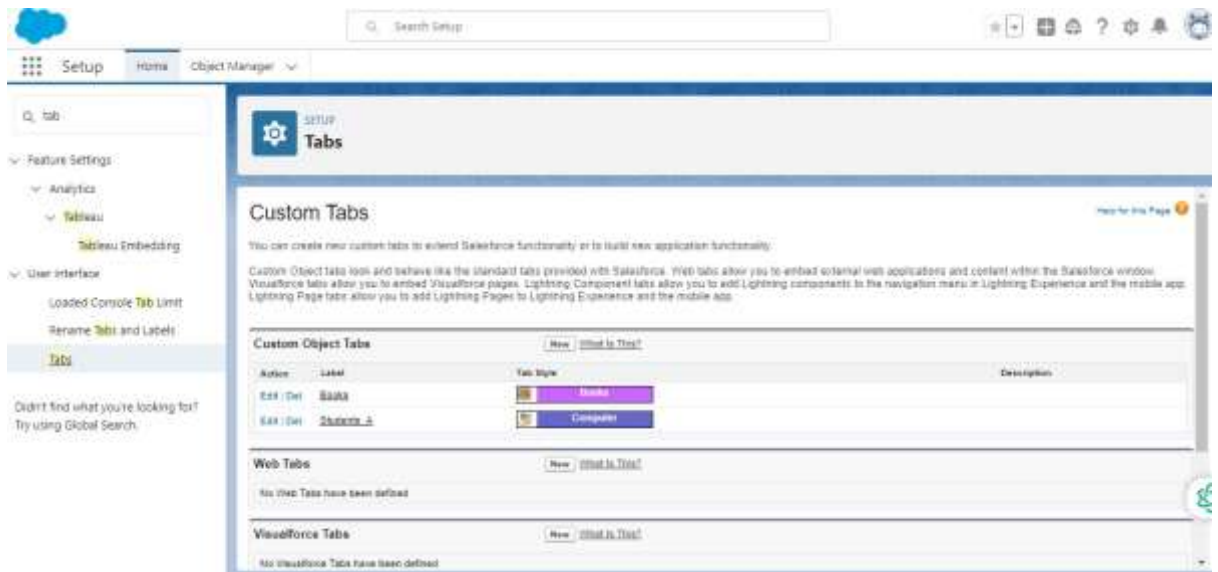 Search Setup
Setup Home Object Manager
tab
Feature Settings
Analytics
Tableau
Tableau Embedding
User Interface
Loaded Console Tab Limit
Rename Tabs and Labels
Tabs
Didn't find what you're looking for?
Try using Global Search.
SETUP
Tabs
Custom Tabs
Help for this Page
You can create new custom tabs to extend Salesforce functionality or to build new application functionality.
Custom Object tabs look and behave like the standard tabs provided with Salesforce. Web tabs allow you to embed external web applications and content within the Salesforce window.
Visualforce tabs allow you to embed Visualforce pages. Lightning Component tabs allow you to add Lightning components to the navigation menu in Lightning Experience and the mobile app.
Lightning Page tabs allow you to add Lightning Pages to Lightning Experience and the mobile app.
Custom Object Tabs New What Is This?
Action Label Tab Style Description
Edit | Del Books Books
Edit | Del Students_A Computer
Web Tabs New What Is This?
No Web Tabs have been defined
Visualforce Tabs New What Is This?
No Visualforce Tabs have been defined